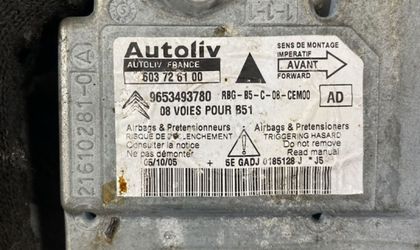 Autoliv
AUTOLIV FRANCE
603 72 61 00
SENS DE MONTAGE
IMPERATIF
AVANT
FORWARD
9653493780 RBG-B5-C-08-CEM00
08 VOIES POUR B51
AD
Airbags & Pretensionneurs
RISQUE DE DECLENCHEMENT
Consulter la notice
Ne pas démonter
Airbags & Pretensioners
TRIGGERING HASARD
Do not remove
Read manual
05/10/05 + 5E GADJ 0185128 J * J5
21610281-0A